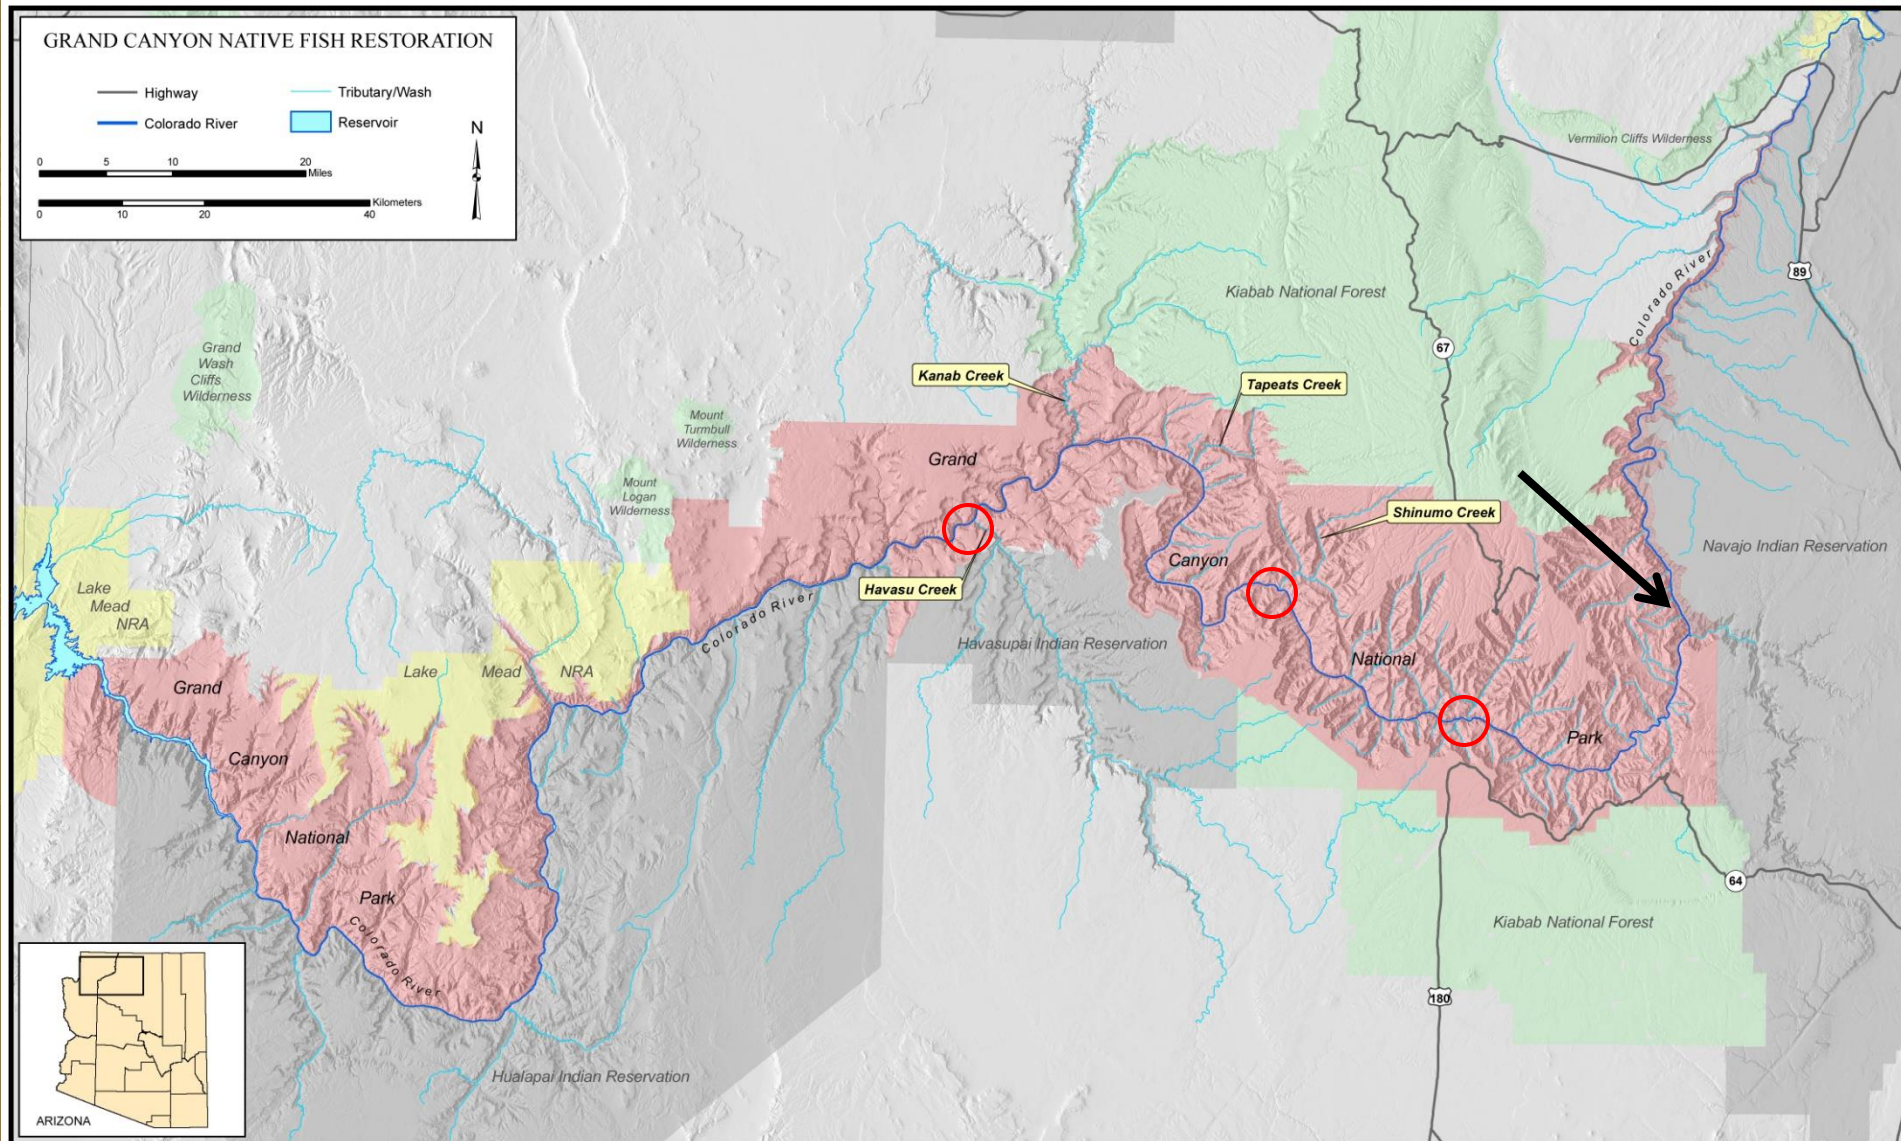 GRAND CANYON NATIVE FISH RESTORATION
Highway
Tributary/Wash
Colorado River
Reservoir
N
0 5 10 20
Miles
Kilometers
0 10 20 40
Vermilion Cliffs Wilderness
89
Colorado River
Kiabab National Forest
67
Grand
Wash
Cliffs
Wilderness
Kanab Creek
Tapeats Creek
Mount
Turmbull
Wilderness
Grand
Mount
Logan
Wilderness
Shinumo Creek
Navajo Indian Reservation
Canyon
Lake
Mead
NRA
Havasu Creek
Colorado River
Havasupai Indian Reservation
National
Lake Mead NRA
Grand
Park
Canyon
National
Park
Colorado River
64
Kiabab National Forest
180
Hualapai Indian Reservation
ARIZONA